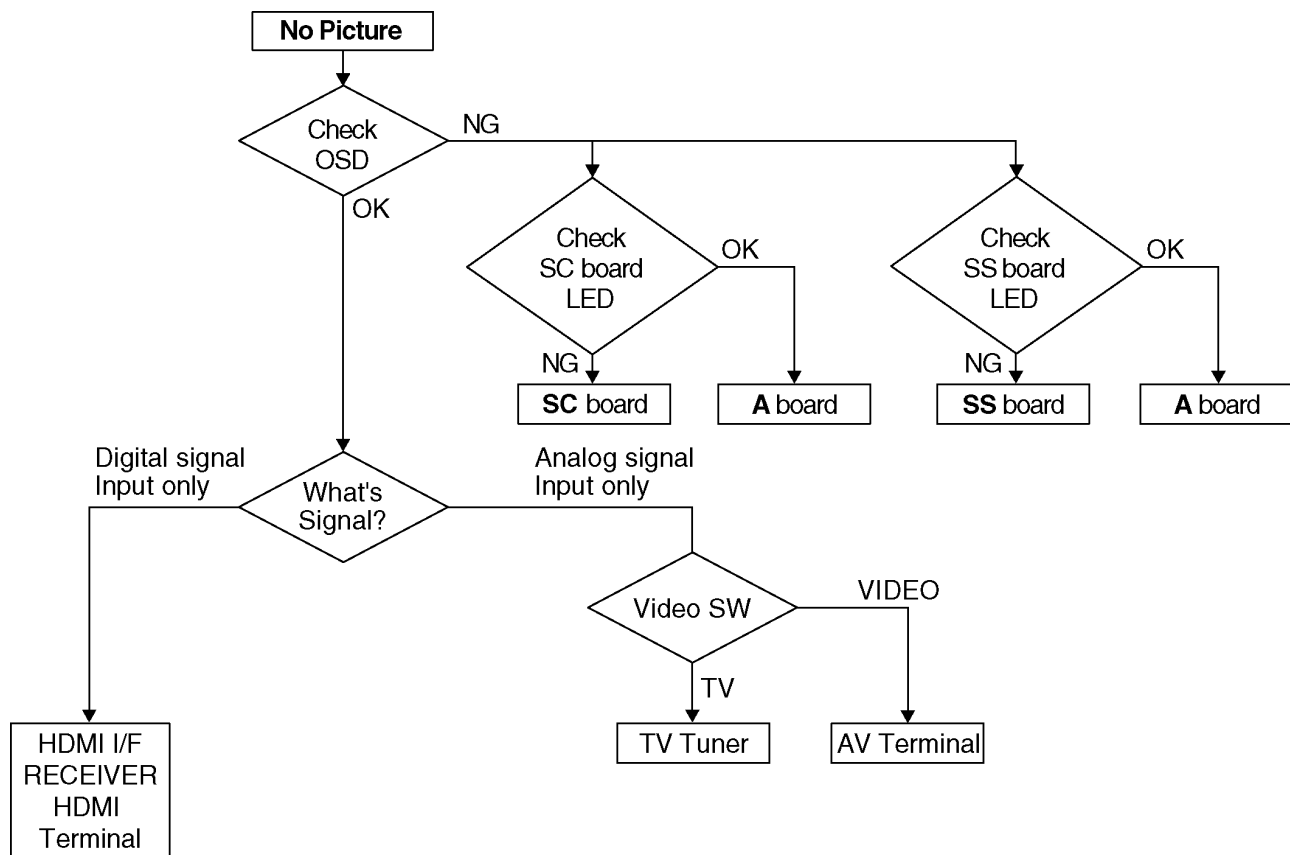 No Picture
Check
OSD
NG
OK
Check
SC board
LED
OK
NG
SC board
A board
Check
SS board
LED
OK
NG
SS board
A board
Digital signal
Input only
What's
Signal?
Analog signal
Input only
Video SW
VIDEO
TV
TV Tuner
AV Terminal
HDMI I/F
RECEIVER
HDMI
Terminal